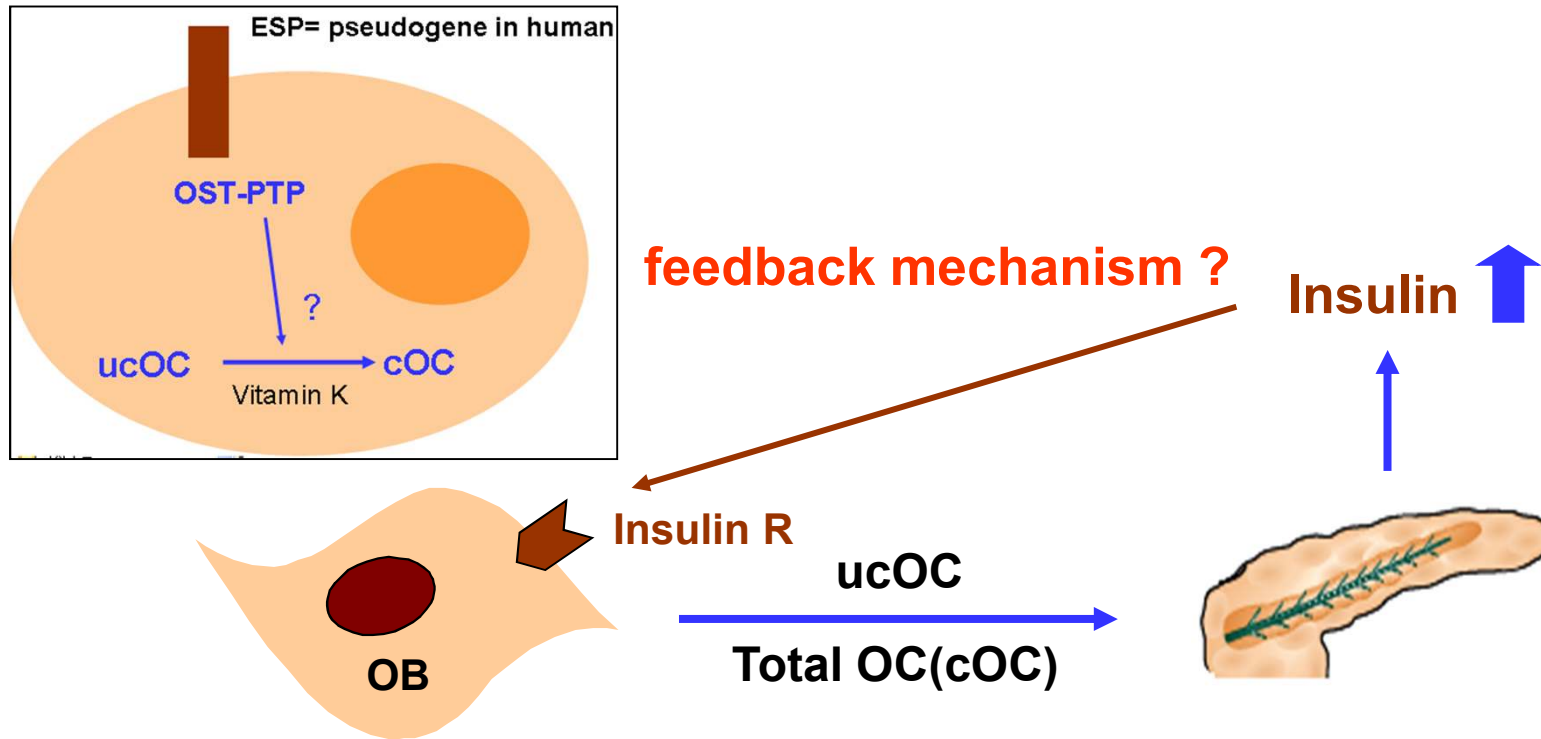 ESP= pseudogene in human
OST-PTP
?
ucOC
cOC
Vitamin K
feedback mechanism ?
Insulin
Insulin R
OB
ucOC
Total OC(cOC)